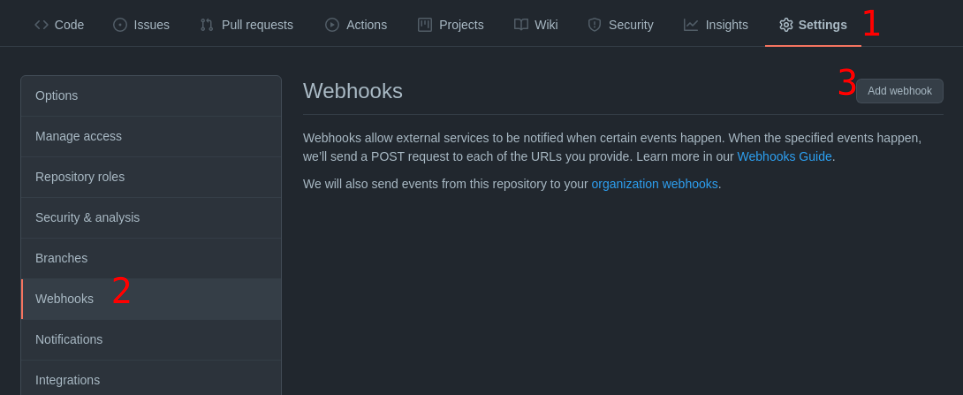 Code Issues Pull requests Actions Projects Wiki Security Insights Settings 1
Options
Manage access
Repository roles
Security & analysis
Branches
Webhooks 2
Notifications
Integrations
Webhooks 3 Add webhook
Webhooks allow external services to be notified when certain events happen. When the specified events happen,
we'll send a POST request to each of the URLs you provide. Learn more in our Webhooks Guide.
We will also send events from this repository to your organization webhooks.